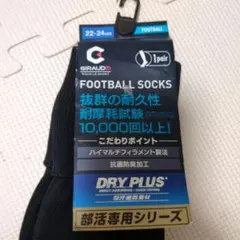 22-24cm
FOOTBALL
GIRAUDO
1pair
FOOTBALL SOCKS
抜群の耐久性
耐摩耗試験
10,000回以上!
こだわりポイント
ハイマルチフィラメント製法
抗菌防臭加工
DRY PLUS
吸汗速乾素材
部活専用シリーズ